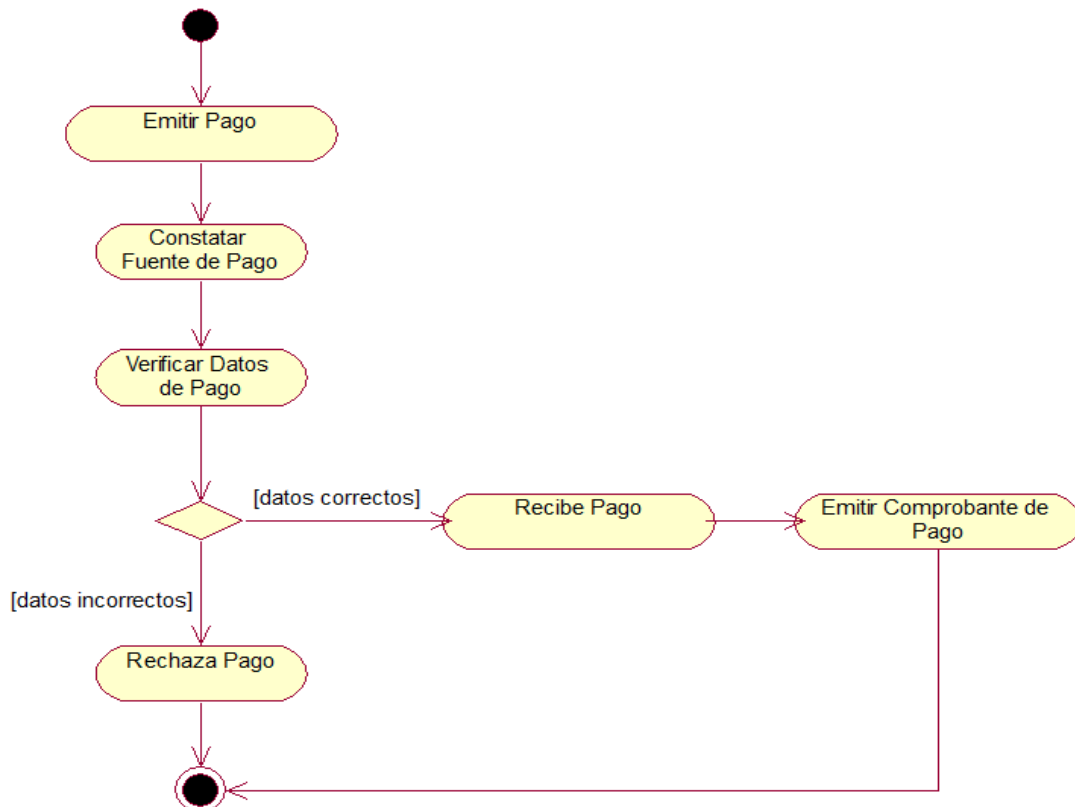 Emitir Pago
Constatar
Fuente de Pago
Verificar Datos
de Pago
[datos correctos]
Recibe Pago
Emitir Comprobante de
Pago
[datos incorrectos]
Rechaza Pago